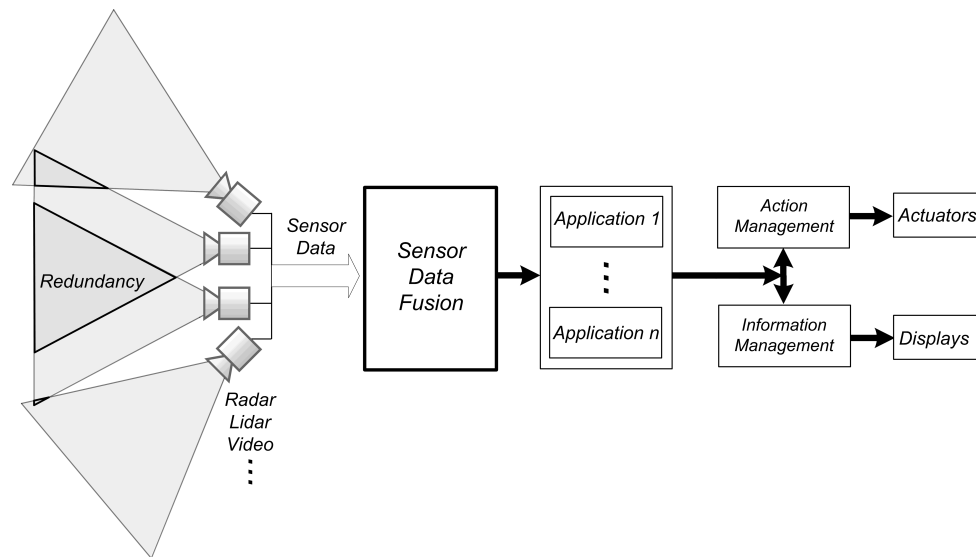 Redundancy
Sensor
Data
Radar
Lidar
Video
Sensor
Data
Fusion
Application 1
Application n
Action
Management
Actuators
Information
Management
Displays